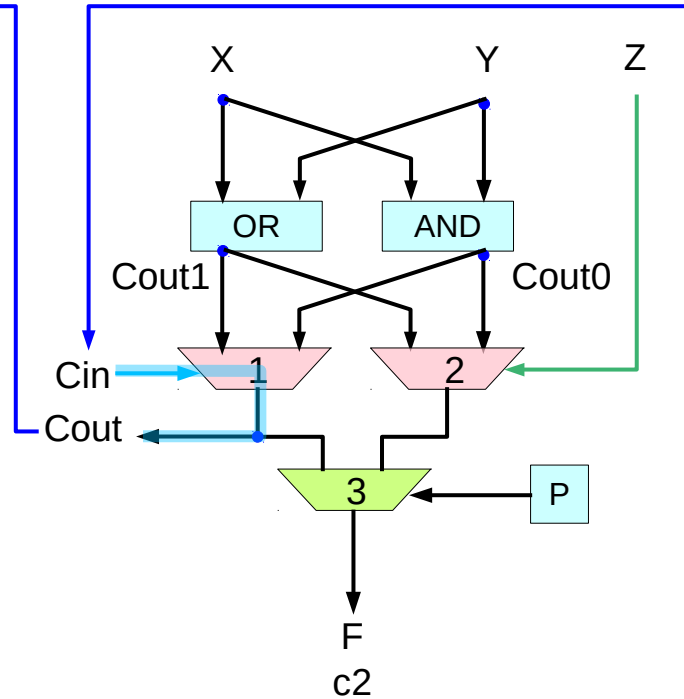 X Y Z
OR AND
Cout1 Cout0
Cin 1 2
Cout
3 P
F
c2